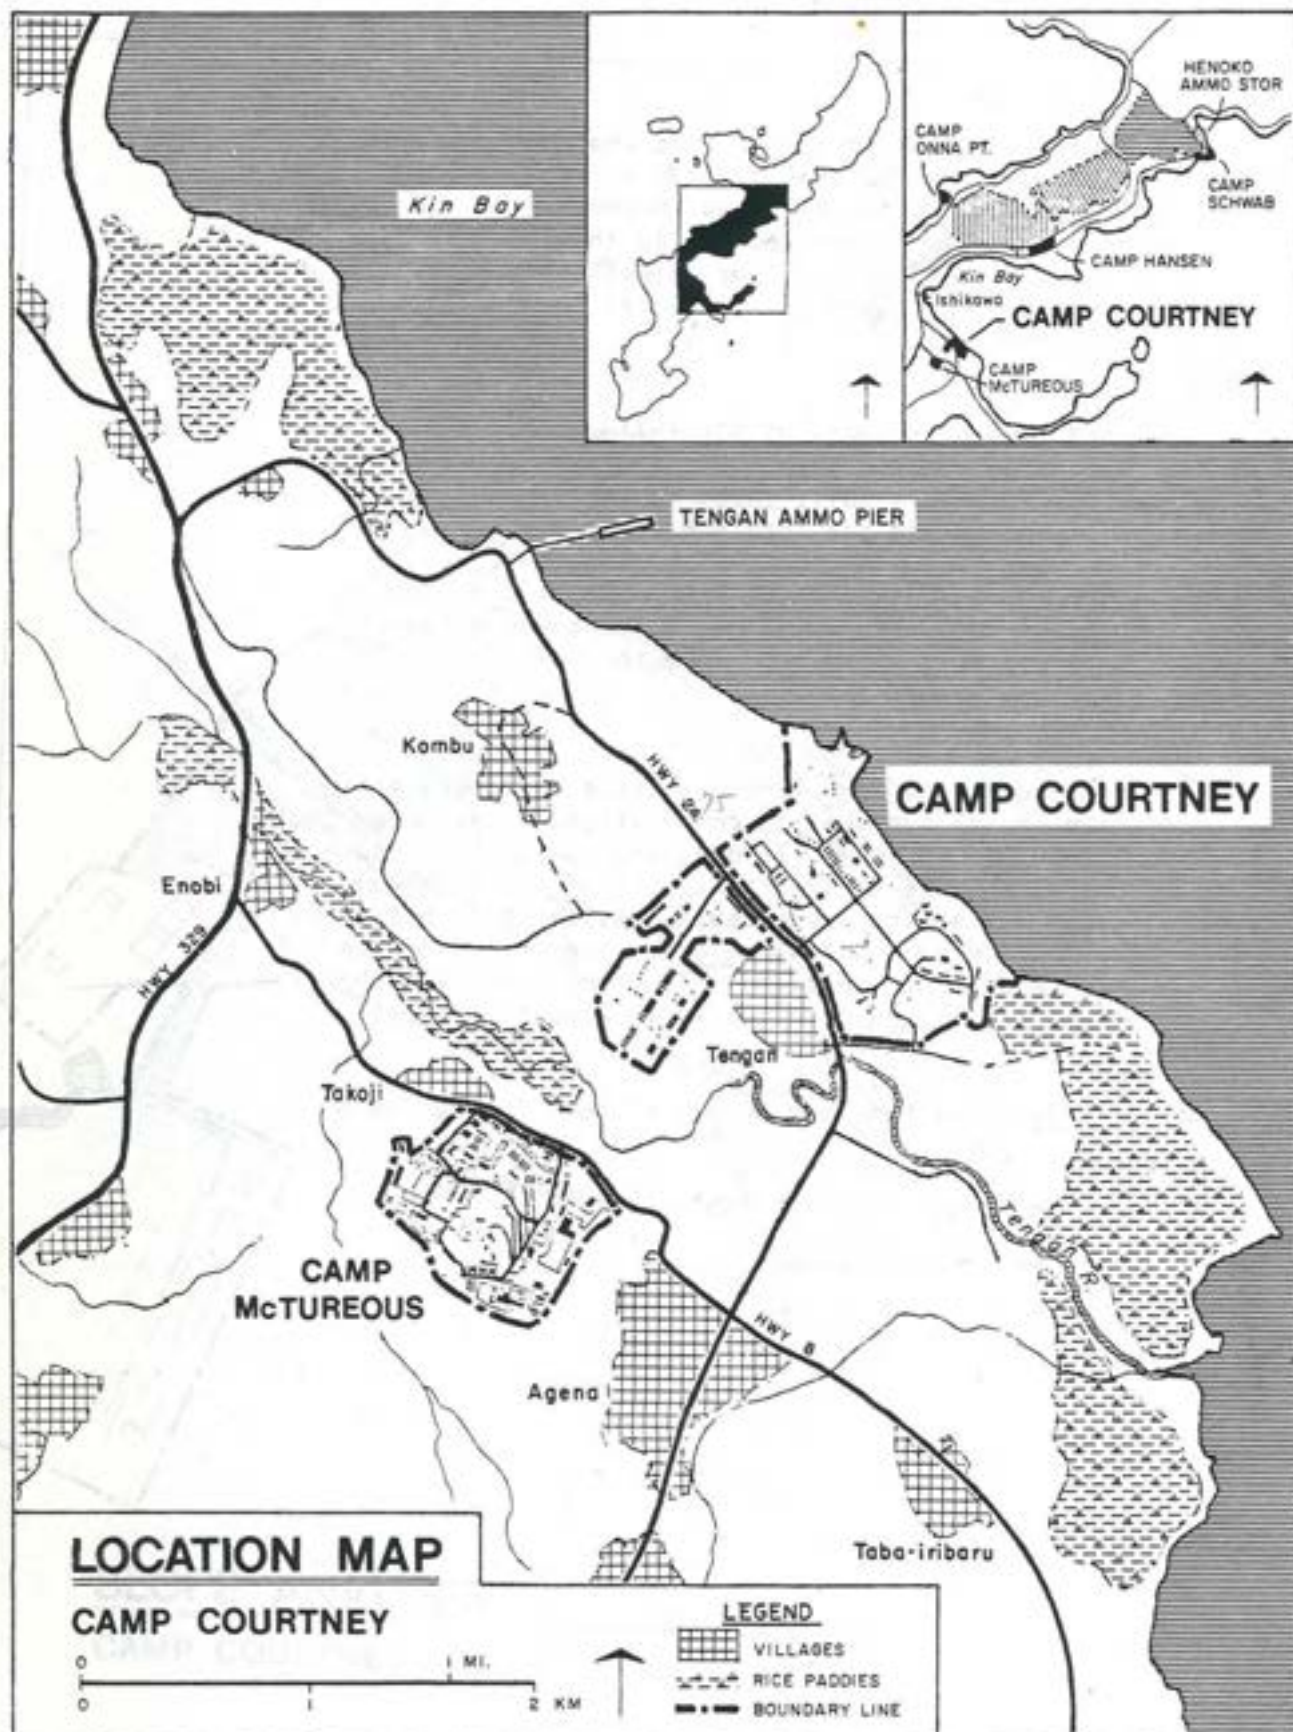 HENOKO
AMMO STOR
CAMP
ONNA PT.
CAMP
SCHWAB
CAMP HANSEN
Kin Bay
Ishikawa
CAMP COURTNEY
CAMP
McTUREOUS
Kin Bay
TENGAN AMMO PIER
Kombu
HWY
75
CAMP COURTNEY
Enobi
HWY 329
Tengan
Takoji
Tengan R
CAMP
McTUREOUS
HWY 8
Agena
Taba-iribaru
LOCATION MAP
CAMP COURTNEY
0 1 MI.
0 1 2 KM
LEGEND
VILLAGES
RICE PADDIES
BOUNDARY LINE